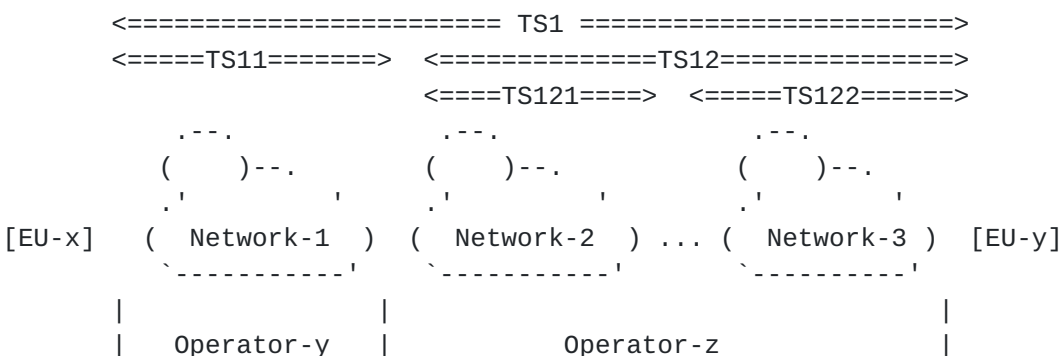 <======================== TS1 ========================>
<=====TS11=======> <===============TS12===============>
<====TS121====> <=====TS122======>
.--. .--. .--.
( )--. ( )--. ( )--.
.' ' .' ' .' '
[EU-x] ( Network-1 ) ( Network-2 ) ... ( Network-3 ) [EU-y]
`-----------' `-----------' `----------'
| | |
| Operator-y | Operator-z |